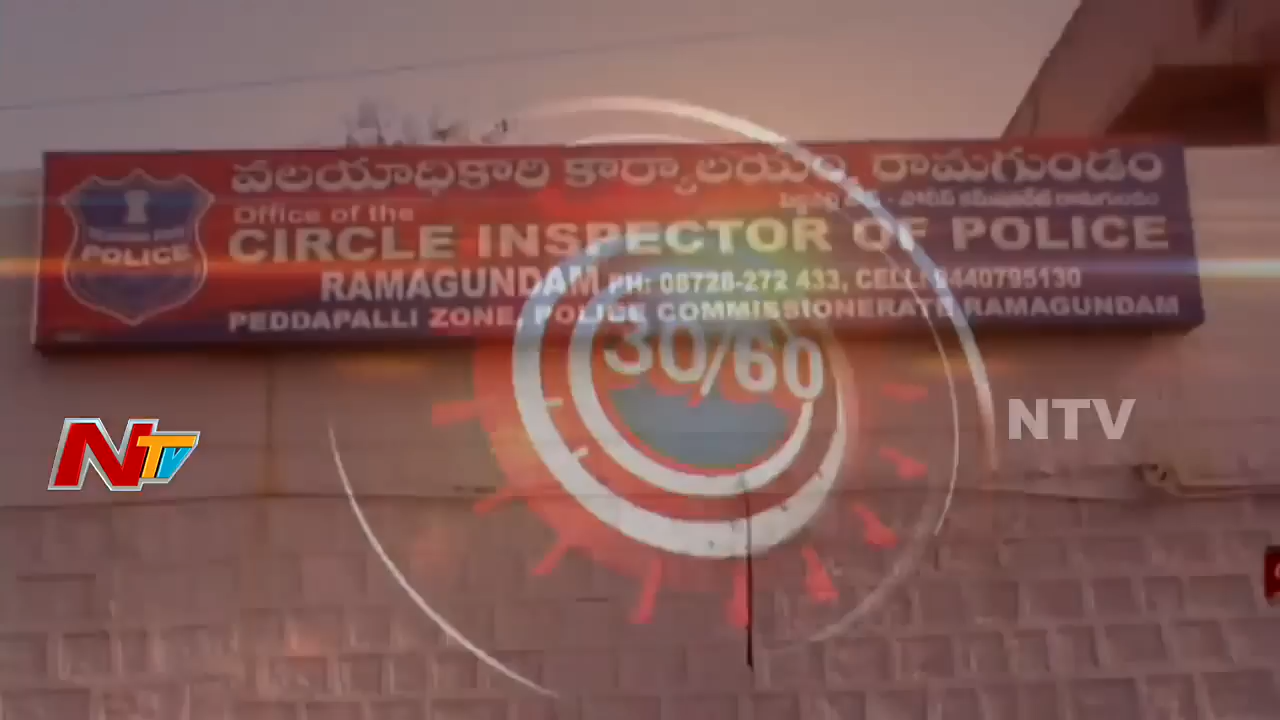 వలయాధికారి కార్యాలయం, రామగుండం
Office of the
CIRCLE INSPECTOR OF POLICE
POLICE
RAMAGUNDAM PH: 08728-272 433, CELL: 9440795130
PEDDAPALLI ZONE, POLICE COMMISSIONERATE RAMAGUNDAM
30/60
NTV
NTV